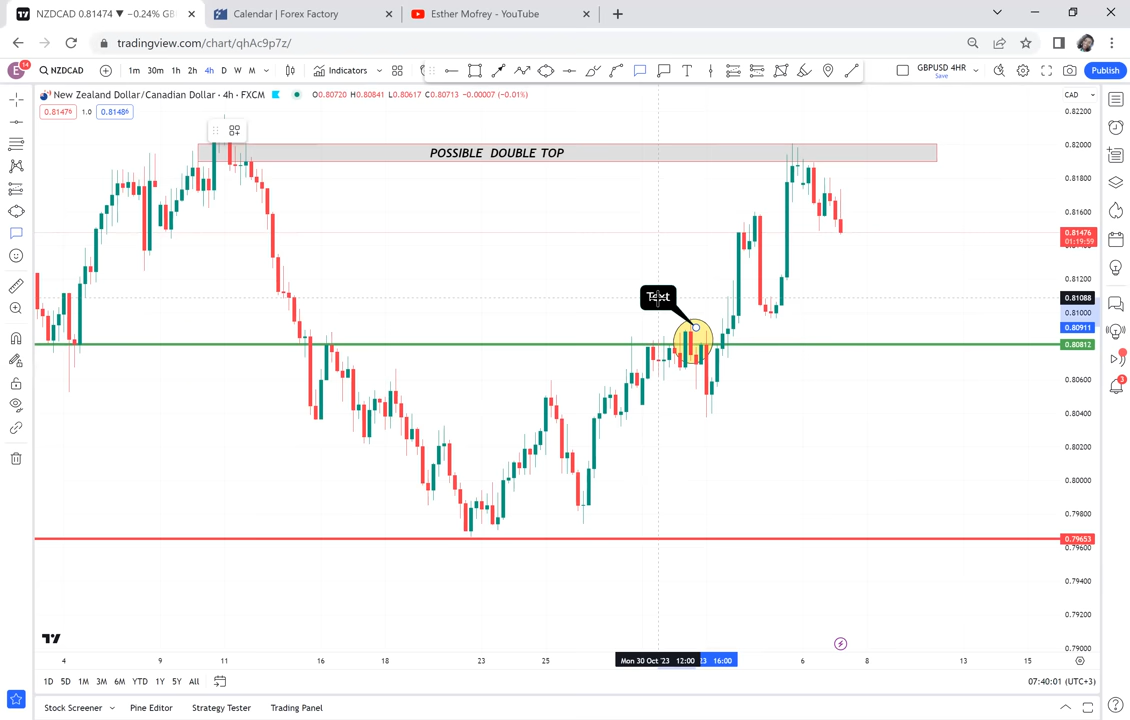 NZDCAD 0.81474 ▼ −0.24% GB
Calendar | Forex Factory
Esther Mofrey - YouTube
tradingview.com/chart/qhAc9p7z/
E
14
NZDCAD
1m 30m 1h 2h 4h D W M
Indicators
GBPUSD 4HR
Save
Publish
New Zealand Dollar/Canadian Dollar · 4h · FXCM
O0.80720 H0.80841 L0.80617 C0.80713 −0.00007 (−0.01%)
CAD
0.81476 1.0 0.81486
POSSIBLE DOUBLE TOP
Text
0.82200
0.82000
0.81800
0.81600
0.81476
01:19:59
0.81200
0.81088
0.81000
0.80911
0.80812
0.80600
0.80400
0.80200
0.80000
0.79800
0.79653
0.79600
0.79400
0.79200
0.79000
3
4 9 11 16 18 23 25 Mon 30 Oct '23 12:00 23 16:00 6 8 13 15
1D 5D 1M 3M 6M YTD 1Y 5Y All
07:40:01 (UTC+3)
Stock Screener Pine Editor Strategy Tester Trading Panel